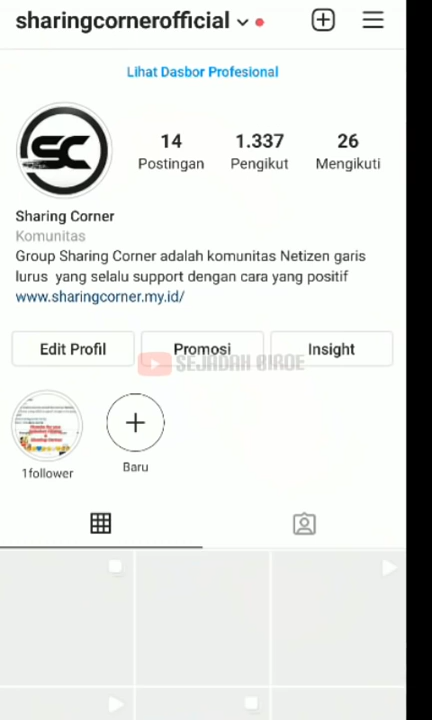 sharingcornerofficial
Lihat Dasbor Profesional
SC
14
Postingan
1.337
Pengikut
26
Mengikuti
Sharing Corner
Komunitas
Group Sharing Corner adalah komunitas Netizen garis
lurus yang selalu support dengan cara yang positif
www.sharingcorner.my.id/
Edit Profil
Promosi
Insight
SEJADAH BIROE
1follower
Baru